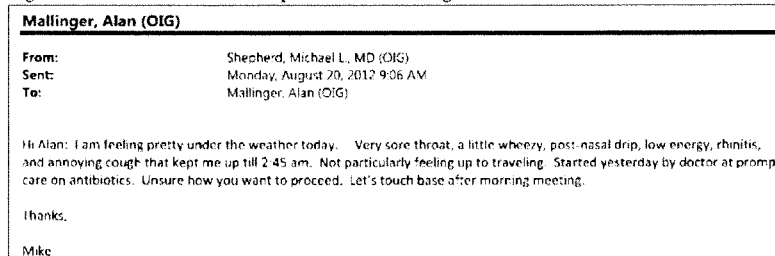 Mallinger, Alan (OIG)
From: Shepherd, Michael L., MD (OIG)
Sent: Monday, August 20, 2012 9:06 AM
To: Mallinger, Alan (OIG)
Hi Alan: I am feeling pretty under the weather today. Very sore throat, a little wheezy, post-nasal drip, low energy, rhinitis,
and annoying cough that kept me up till 2:45 am. Not particularly feeling up to traveling. Started yesterday by doctor at promp
care on antibiotics. Unsure how you want to proceed. Let's touch base after morning meeting.
Thanks,
Mike